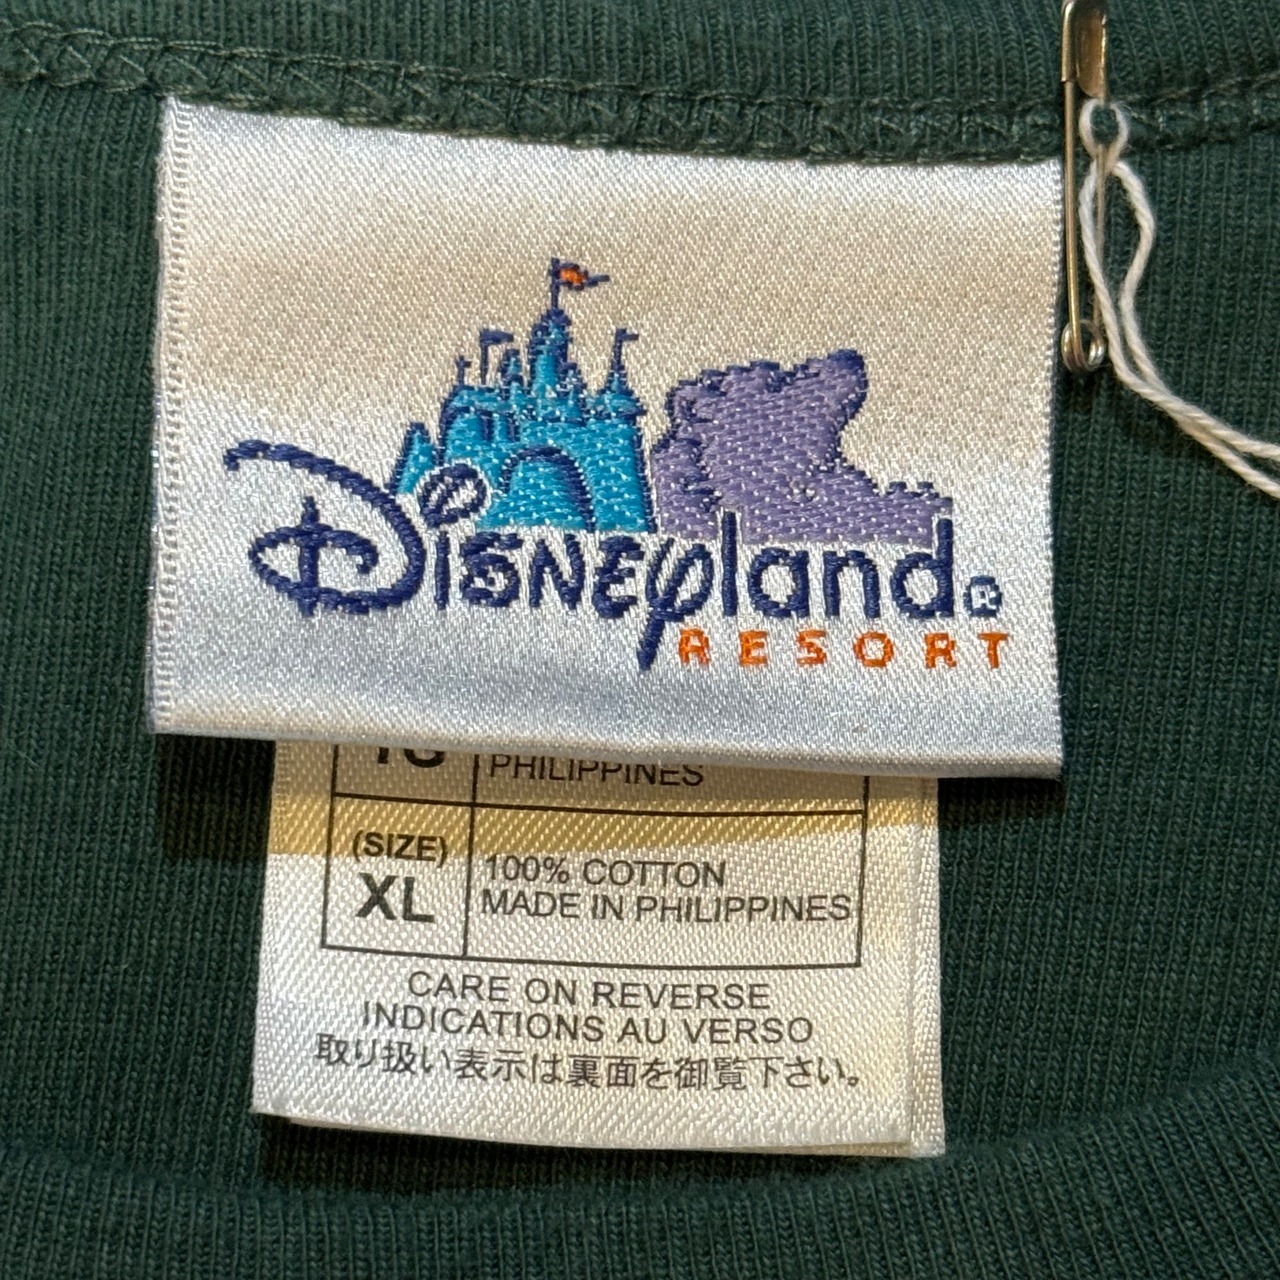 Disneyland®
RESORT
TG
PHILIPPINES
(SIZE)
XL
100% COTTON
MADE IN PHILIPPINES
CARE ON REVERSE
INDICATIONS AU VERSO
取り扱い表示は裏面を御覧下さい。